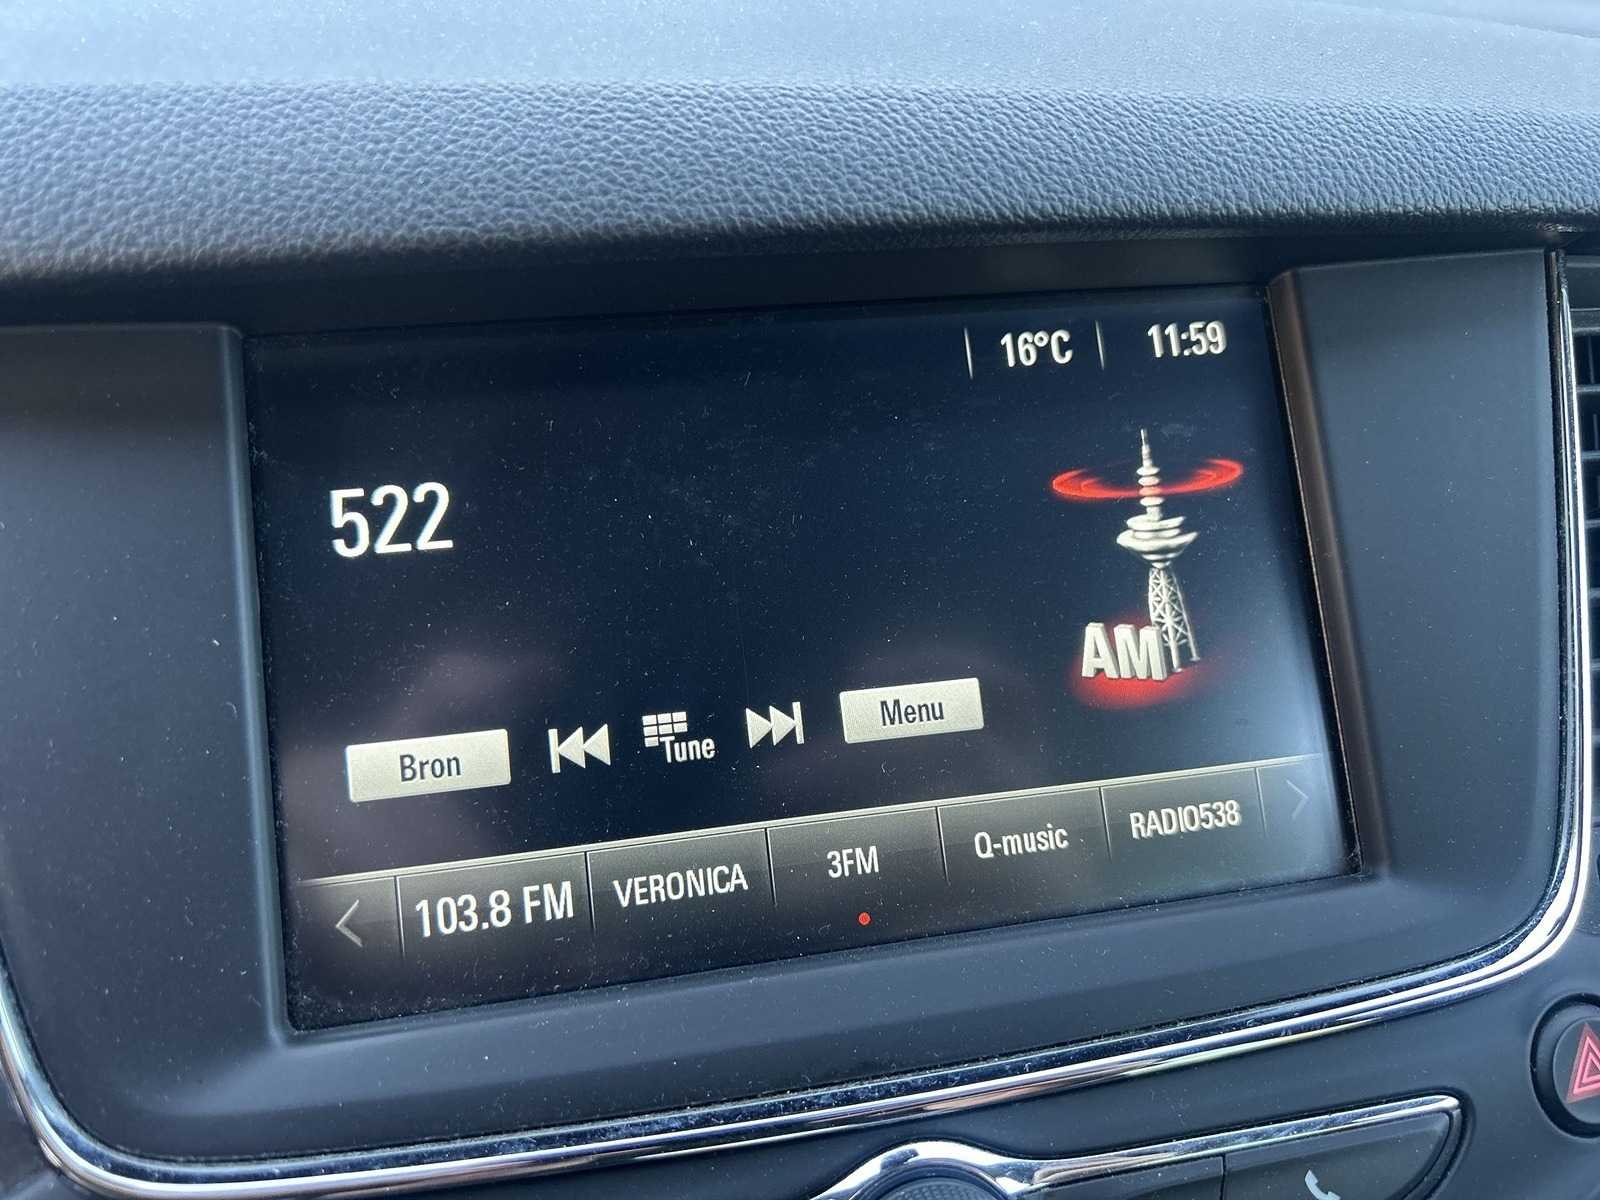 16°C 11:59
522
AM
Bron Tune Menu
103.8 FM VERONICA 3FM Q-music RADIO538